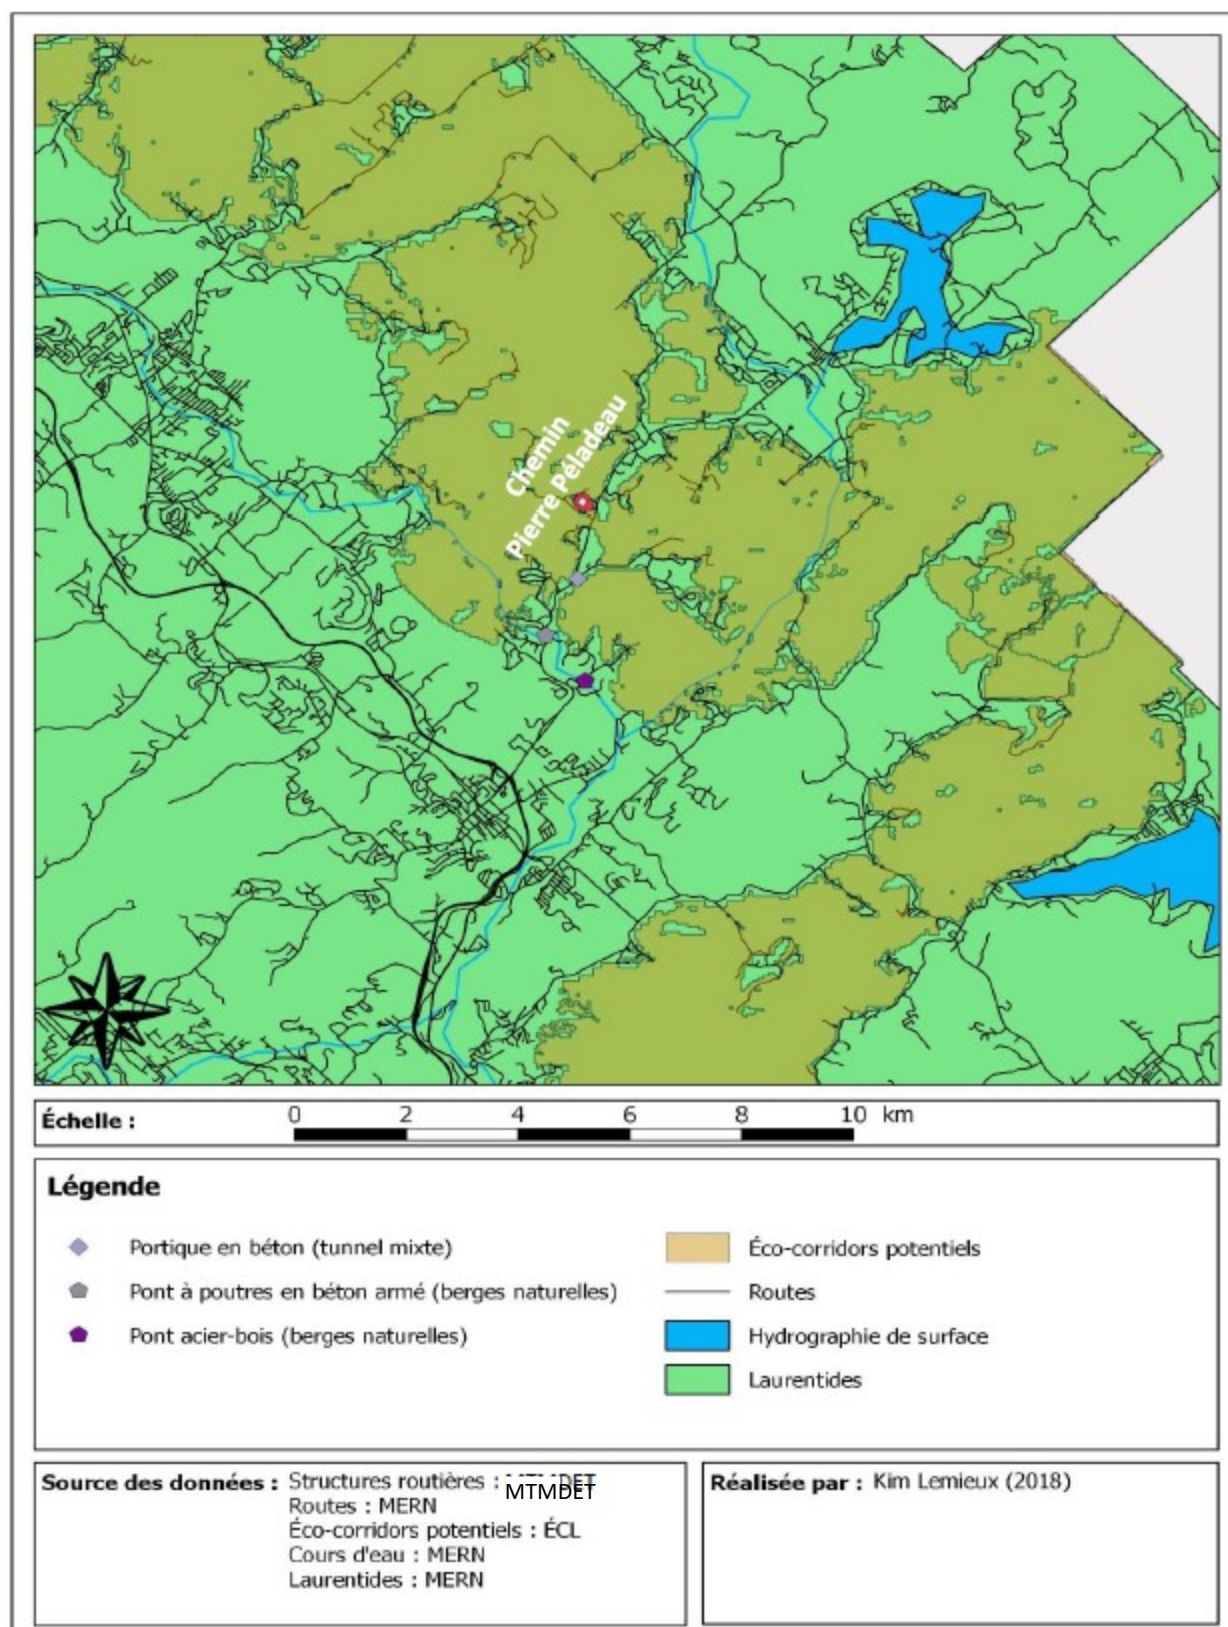 Chemin
Pierre Péladeau
Échelle :
0 2 4 6 8 10 km
Légende
Portique en béton (tunnel mixte)
Pont à poutres en béton armé (berges naturelles)
Pont acier-bois (berges naturelles)
Éco-corridors potentiels
Routes
Hydrographie de surface
Laurentides
Source des données : Structures routières : MTMDET
MTMDET
Routes : MERN
Éco-corridors potentiels : ÉCL
Cours d'eau : MERN
Laurentides : MERN
Réalisée par : Kim Lemieux (2018)